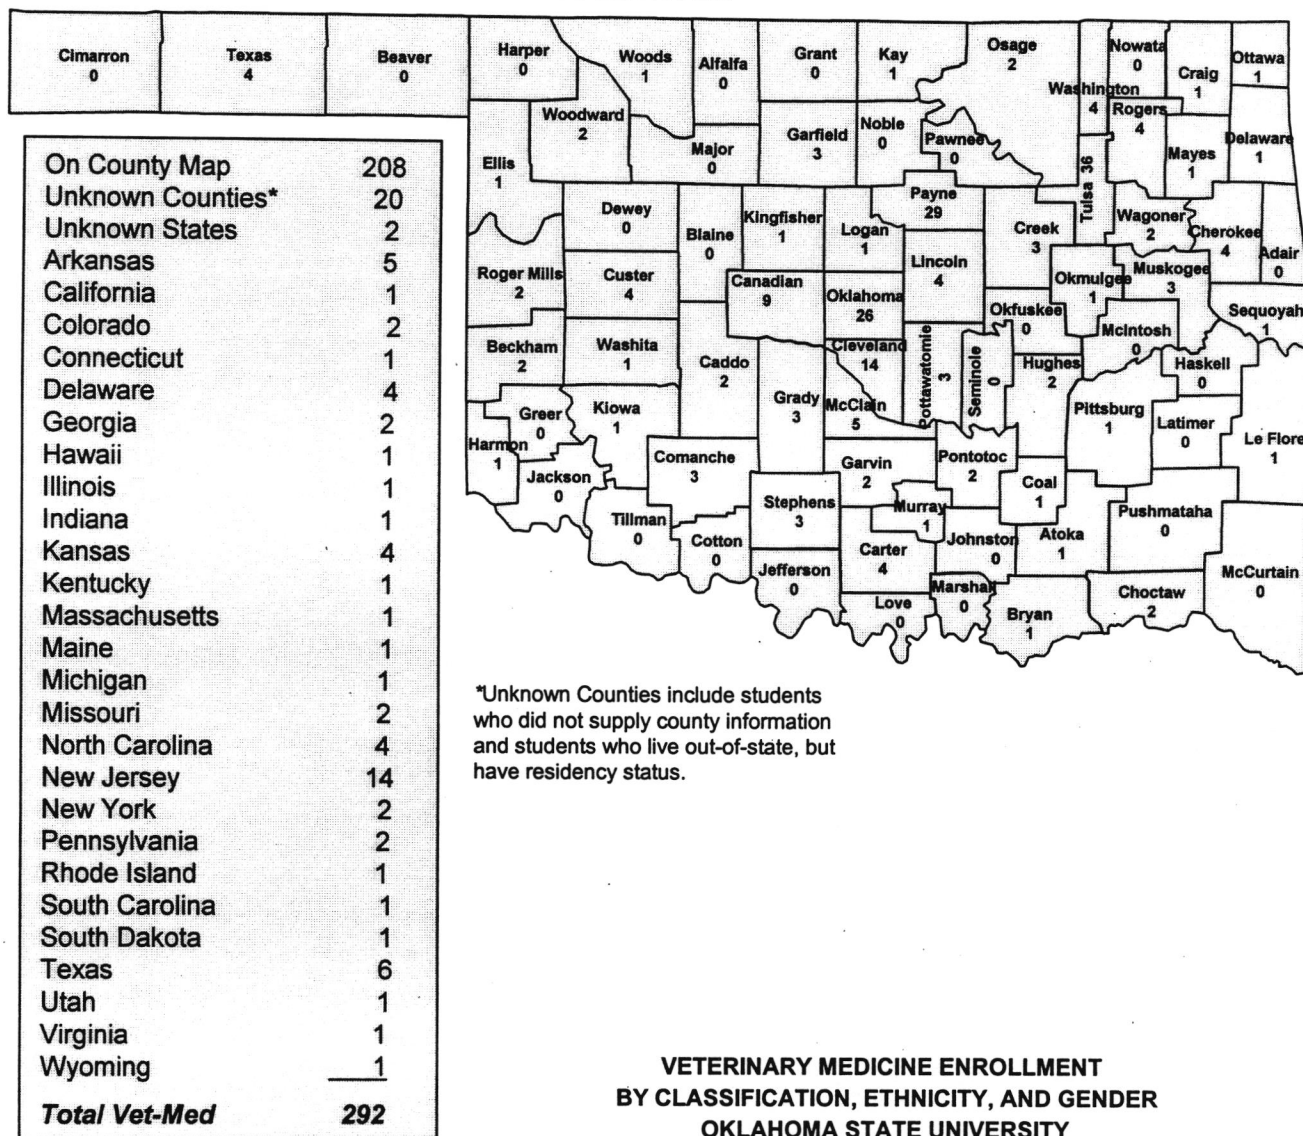 Cimarron
0
Texas
4
Beaver
0
Harper
0
Woods
1
Alfalfa
0
Grant
0
Kay
1
Osage
2
Nowata
0
Craig
1
Ottawa
1
Washington
4
Rogers
4
Woodward
2
Ellis
1
Major
0
Garfield
3
Noble
0
Pawnee
0
Tulsa 36
Mayes
1
Delaware
1
Dewey
0
Blaine
0
Kingfisher
1
Logan
1
Payne
29
Creek
3
Wagoner
2
Cherokee
4
Adair
0
Roger Mills
2
Custer
4
Canadian
9
Oklahoma
26
Lincoln
4
Okmulgee
1
Muskogee
3
Okfuskee
0
McIntosh
0
Sequoyah
1
Beckham
2
Washita
1
Caddo
2
Cleveland
14
Pottawatomie
3
Seminole
0
Hughes
2
Haskell
0
Greer
0
Kiowa
1
Grady
3
McClain
5
Pittsburg
1
Latimer
0
Le Flore
1
Harmon
1
Jackson
0
Comanche
3
Garvin
2
Pontotoc
2
Coal
1
Tillman
0
Cotton
0
Stephens
3
Murray
1
Johnston
0
Atoka
1
Pushmataha
0
Jefferson
0
Carter
4
Love
0
Marshall
0
Bryan
1
Choctaw
2
McCurtain
0
On County Map 208
Unknown Counties* 20
Unknown States 2
Arkansas 5
California 1
Colorado 2
Connecticut 1
Delaware 4
Georgia 2
Hawaii 1
Illinois 1
Indiana 1
Kansas 4
Kentucky 1
Massachusetts 1
Maine 1
Michigan 1
Missouri 2
North Carolina 4
New Jersey 14
New York 2
Pennsylvania 2
Rhode Island 1
South Carolina 1
South Dakota 1
Texas 6
Utah 1
Virginia 1
Wyoming 1
Total Vet-Med 292
*Unknown Counties include students
who did not supply county information
and students who live out-of-state, but
have residency status.
VETERINARY MEDICINE ENROLLMENT
BY CLASSIFICATION, ETHNICITY, AND GENDER
OKLAHOMA STATE UNIVERSITY